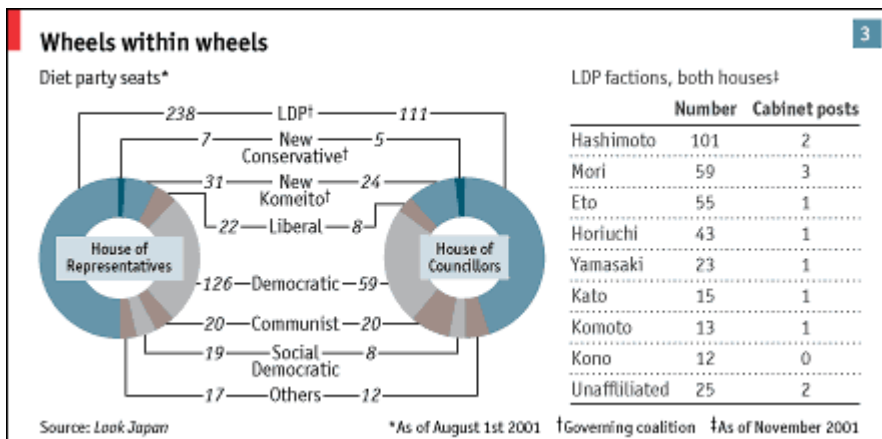 Wheels within wheels
3
Diet party seats*
238 LDP† 111
7 New Conservative† 5
31 New Komeito† 24
22 Liberal 8
House of Representatives
House of Councillors
126 Democratic 59
20 Communist 20
19 Social Democratic 8
17 Others 12
LDP factions, both houses‡
Number Cabinet posts
Hashimoto 101 2
Mori 59 3
Eto 55 1
Horiuchi 43 1
Yamasaki 23 1
Kato 15 1
Komoto 13 1
Kono 12 0
Unaffliliated 25 2
Source: Look Japan *As of August 1st 2001 †Governing coalition ‡As of November 2001